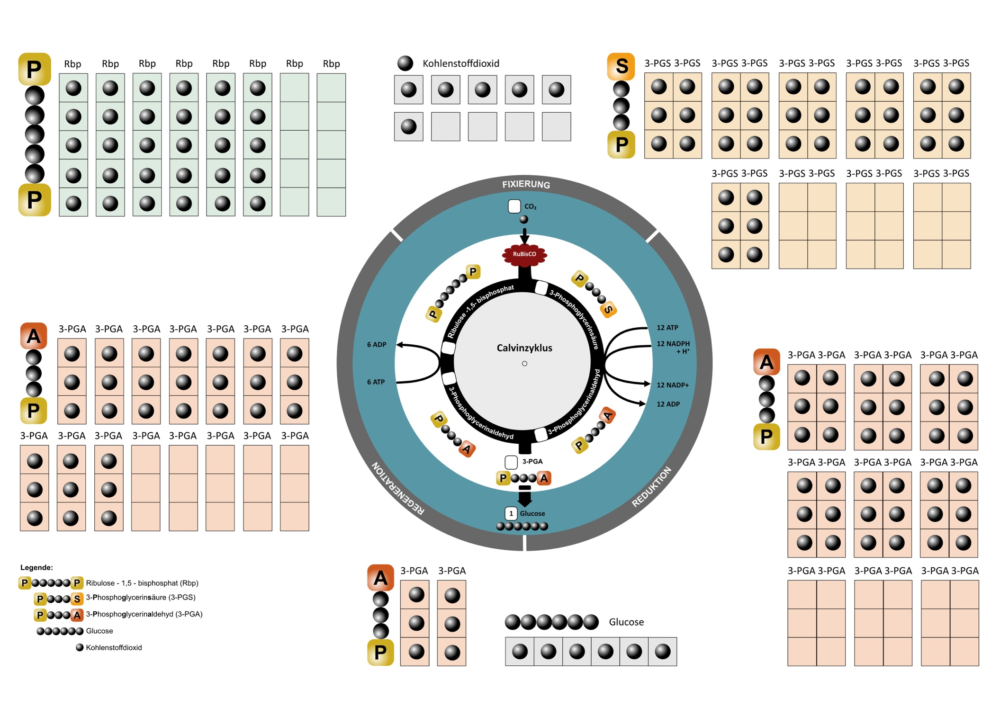 P
Rbp Rbp Rbp Rbp Rbp Rbp Rbp Rbp
P
Kohlenstoffdioxid
S
3-PGS 3-PGS 3-PGS 3-PGS 3-PGS 3-PGS 3-PGS 3-PGS 3-PGS 3-PGS
P
3-PGS 3-PGS 3-PGS 3-PGS 3-PGS 3-PGS
FIXIERUNG
CO₂
RuBisCO
P
P
P
S
Ribulose -1,5- bisphosphat
3-Phosphoglycerinsäure
Calvinzyklus
6 ADP
6 ATP
12 ATP
12 NADPH
+ H⁺
12 NADP+
12 ADP
3-Phosphoglycerinaldehyd
3-Phosphoglycerinaldehyd
P
A
A
P
3-PGA
P A
1 Glucose
REGENERATION
REDUKTION
A
3-PGA 3-PGA 3-PGA 3-PGA 3-PGA 3-PGA 3-PGA
P
3-PGA 3-PGA 3-PGA 3-PGA 3-PGA 3-PGA 3-PGA 3-PGA
A
3-PGA 3-PGA 3-PGA 3-PGA 3-PGA 3-PGA
P
3-PGA 3-PGA 3-PGA 3-PGA 3-PGA 3-PGA
3-PGA 3-PGA 3-PGA 3-PGA 3-PGA 3-PGA
Legende:
P P Ribulose - 1,5 - bisphosphat (Rbp)
P S 3-Phosphoglycerinsäure (3-PGS)
P A 3-Phosphoglycerinaldehyd (3-PGA)
Glucose
Kohlenstoffdioxid
A
3-PGA 3-PGA
P
Glucose